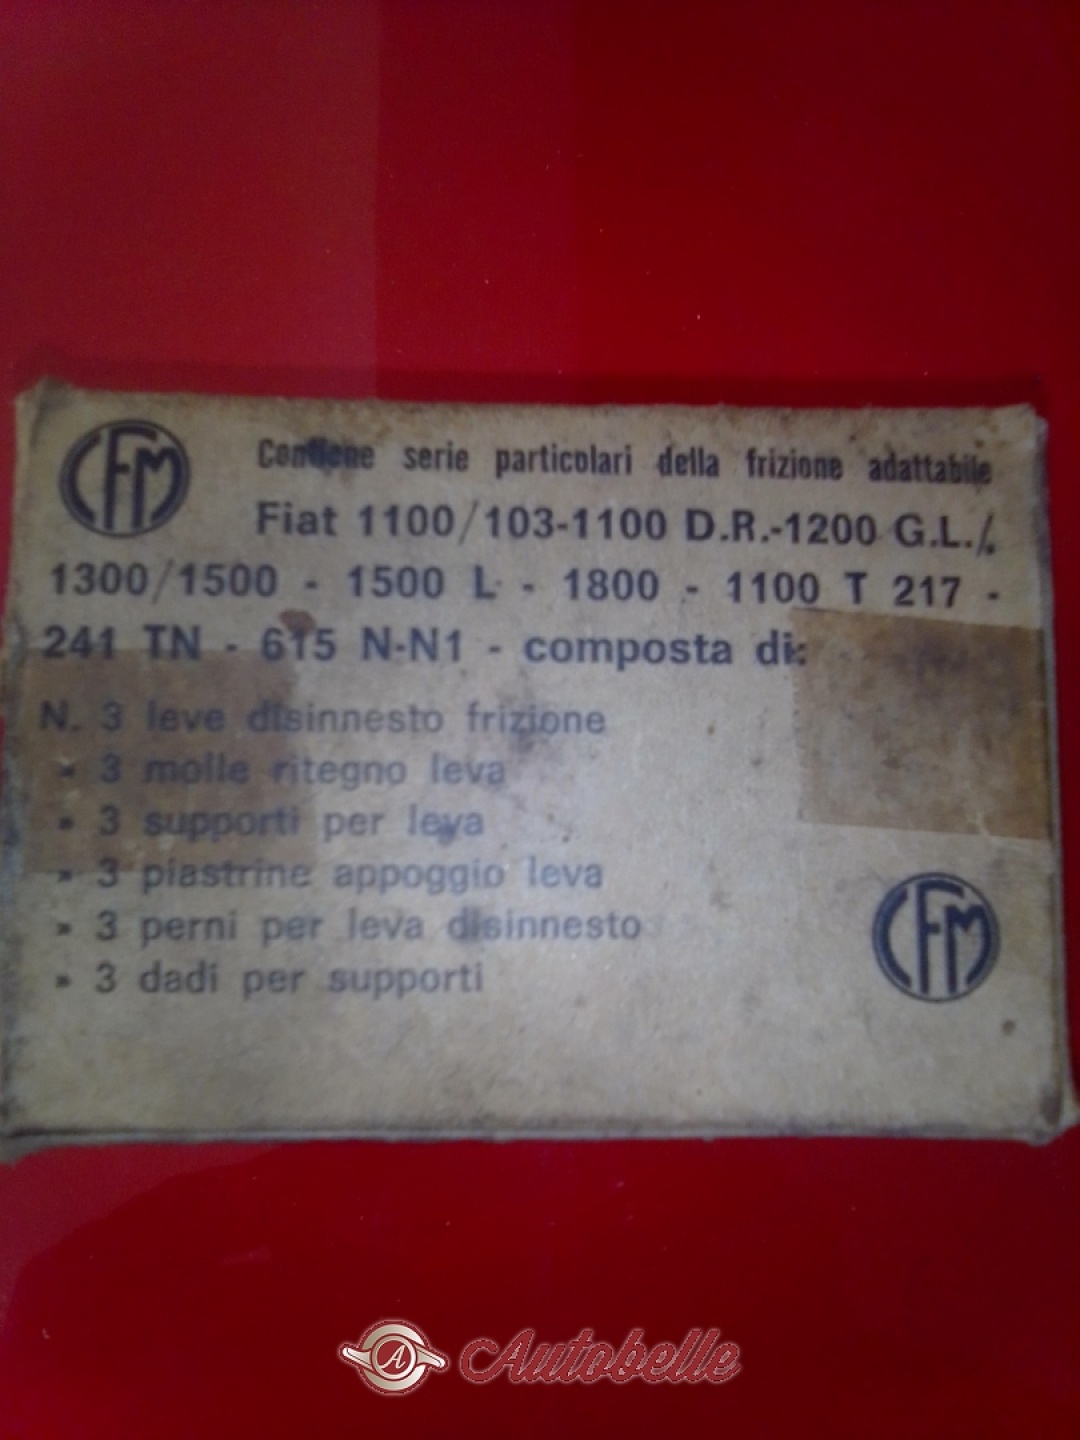 CFM
Contiene serie particolari della frizione adattabile
Fiat 1100/103-1100 D.R.-1200 G.L./.
1300/1500 - 1500 L - 1800 - 1100 T 217 -
241 TN - 615 N-N1 - composta di:
N. 3 leve disinnesto frizione
» 3 molle ritegno leva
» 3 supporti per leva
» 3 piastrine appoggio leva
» 3 perni per leva disinnesto
» 3 dadi per supporti
CFM
A Autobelle